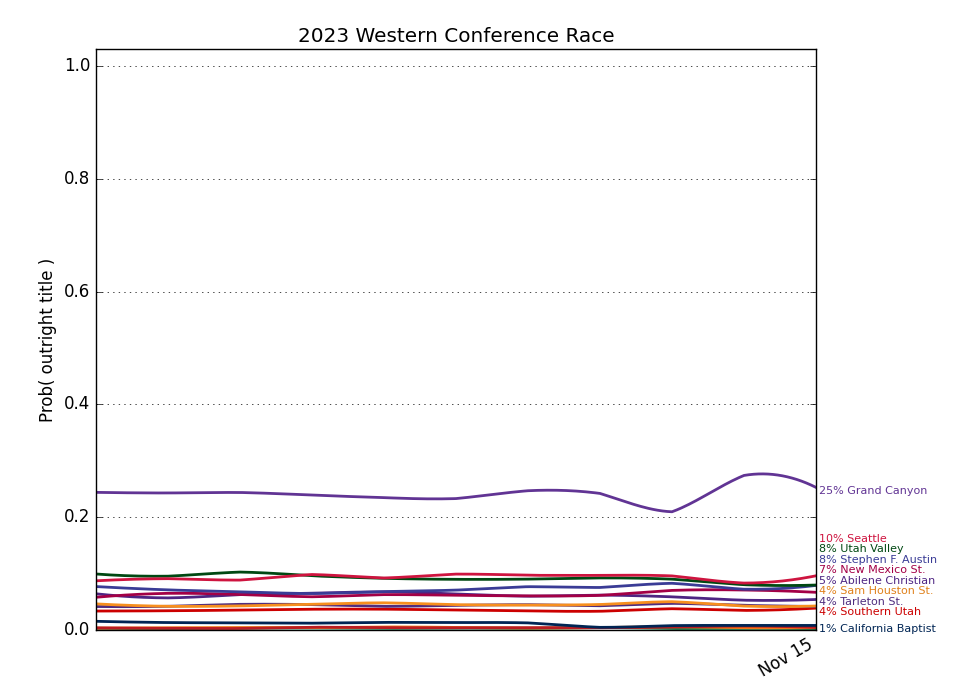 2023 Western Conference Race
1.0
0.8
0.6
0.4
0.2
0.0
Prob( outright title )
25% Grand Canyon
10% Seattle
8% Utah Valley
8% Stephen F. Austin
7% New Mexico St.
5% Abilene Christian
4% Sam Houston St.
4% Tarleton St.
4% Southern Utah
1% California Baptist
Nov 15